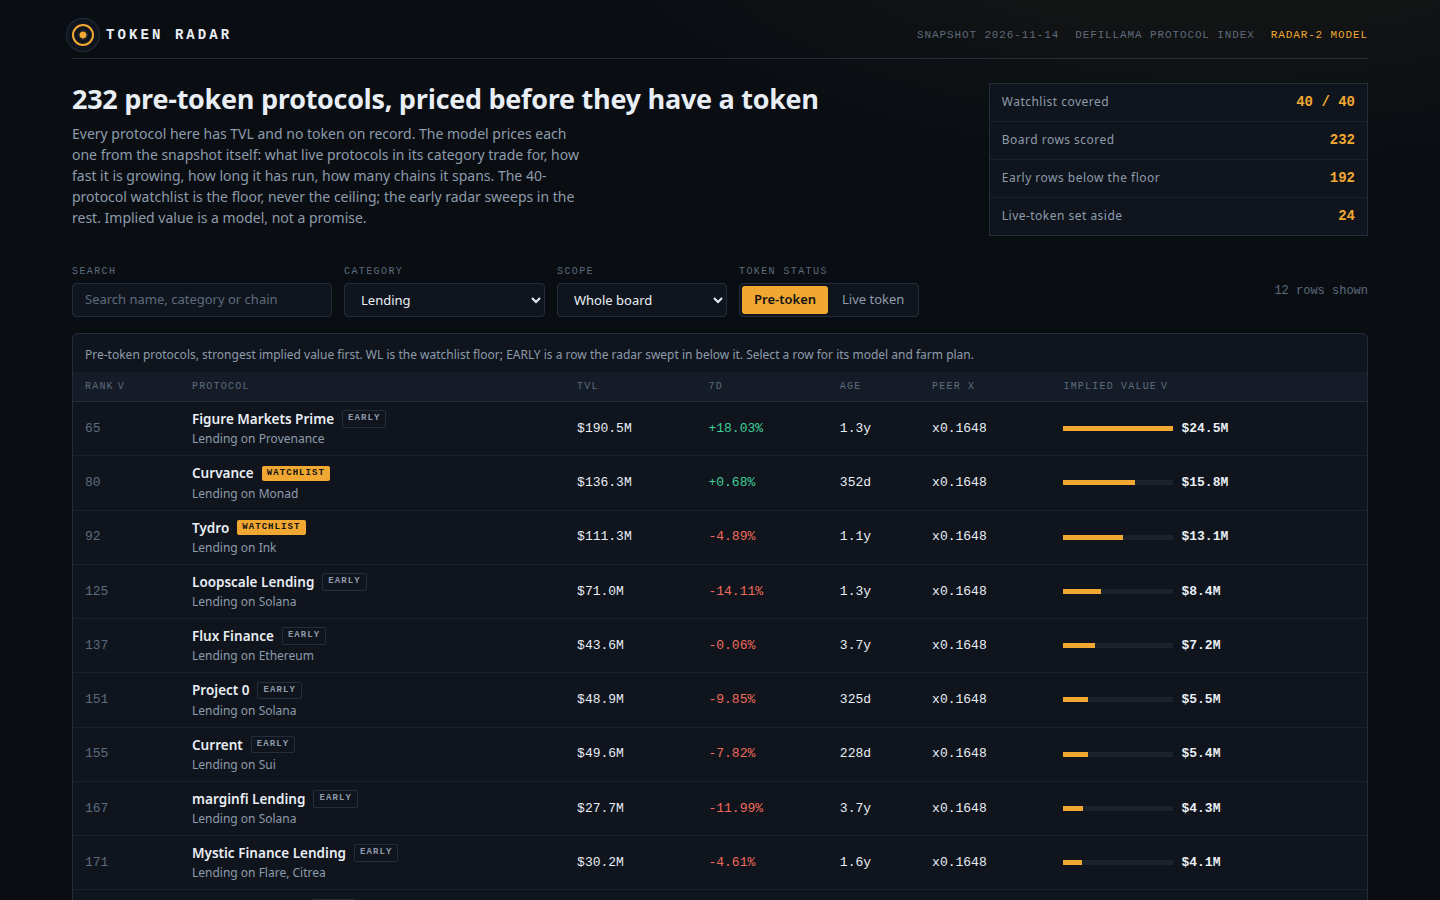 TOKEN RADAR
SNAPSHOT 2026-11-14 DEFILLAMA PROTOCOL INDEX RADAR-2 MODEL
232 pre-token protocols, priced before they have a token
Every protocol here has TVL and no token on record. The model prices each
one from the snapshot itself: what live protocols in its category trade for, how
fast it is growing, how long it has run, how many chains it spans. The 40-
protocol watchlist is the floor, never the ceiling; the early radar sweeps in the
rest. Implied value is a model, not a promise.
Watchlist covered 40 / 40
Board rows scored 232
Early rows below the floor 192
Live-token set aside 24
SEARCH CATEGORY SCOPE TOKEN STATUS
Search name, category or chain Lending Whole board Pre-token Live token
12 rows shown
Pre-token protocols, strongest implied value first. WL is the watchlist floor; EARLY is a row the radar swept in below it. Select a row for its model and farm plan.
RANK V PROTOCOL TVL 7D AGE PEER X IMPLIED VALUE V
65 Figure Markets Prime EARLY $190.5M +18.03% 1.3y x0.1648 $24.5M
Lending on Provenance
80 Curvance WATCHLIST $136.3M +0.68% 352d x0.1648 $15.8M
Lending on Monad
92 Tydro WATCHLIST $111.3M -4.89% 1.1y x0.1648 $13.1M
Lending on Ink
125 Loopscale Lending EARLY $71.0M -14.11% 1.3y x0.1648 $8.4M
Lending on Solana
137 Flux Finance EARLY $43.6M -0.06% 3.7y x0.1648 $7.2M
Lending on Ethereum
151 Project 0 EARLY $48.9M -9.85% 325d x0.1648 $5.5M
Lending on Solana
155 Current EARLY $49.6M -7.82% 228d x0.1648 $5.4M
Lending on Sui
167 marginfi Lending EARLY $27.7M -11.99% 3.7y x0.1648 $4.3M
Lending on Solana
171 Mystic Finance Lending EARLY $30.2M -4.61% 1.6y x0.1648 $4.1M
Lending on Flare, Citrea